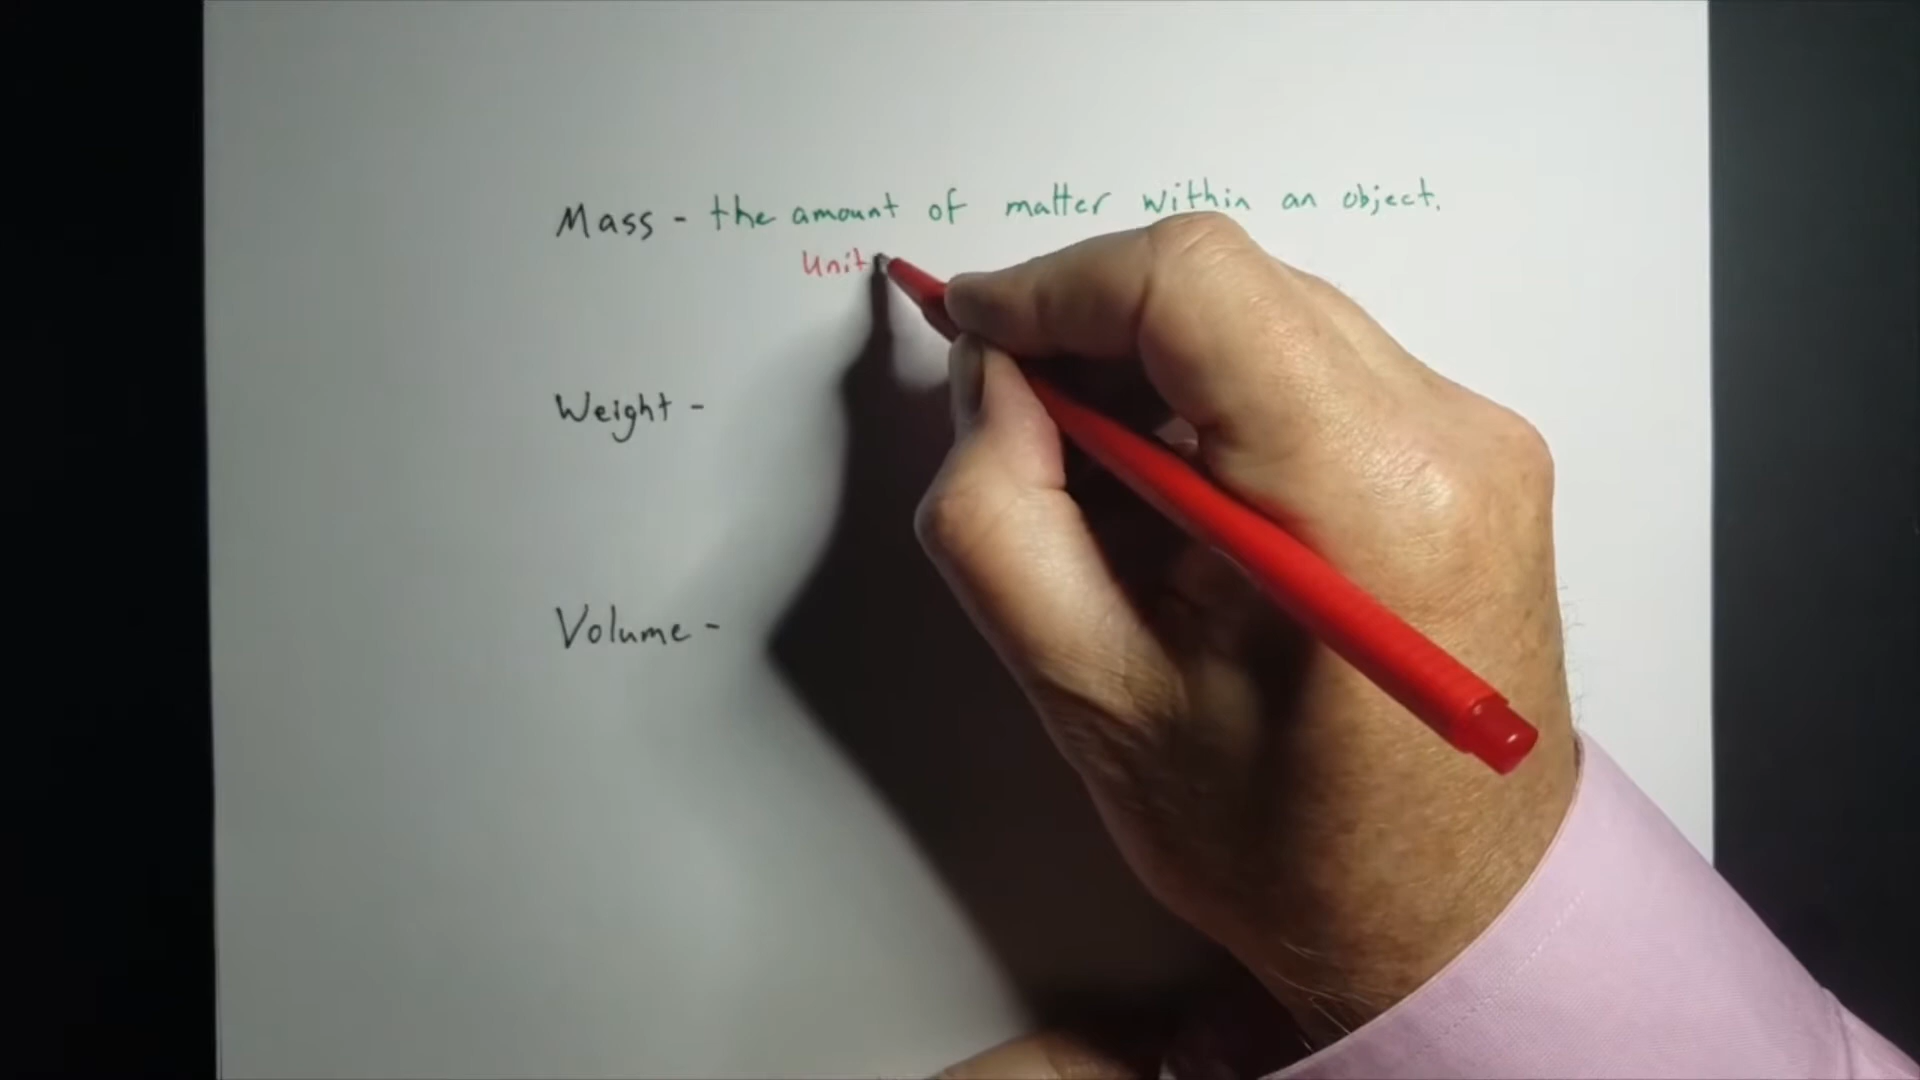 Mass - the amount of matter within an object.
Unit
Weight -
Volume -